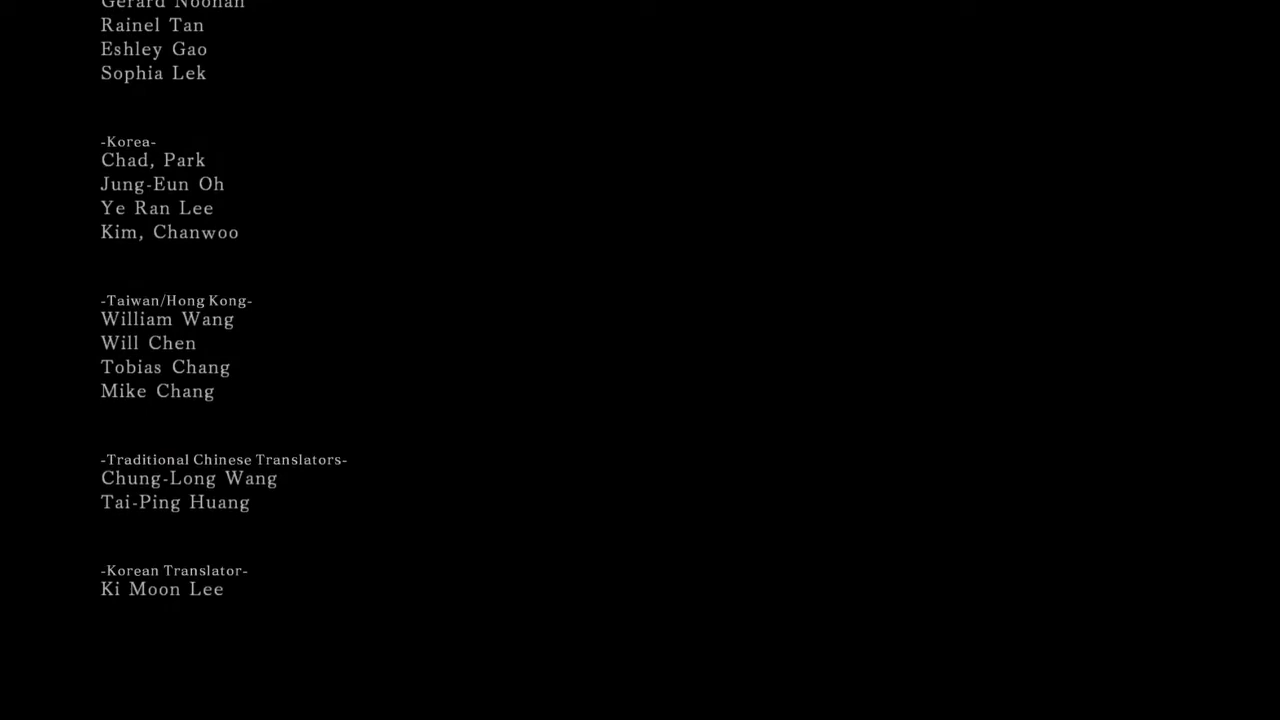 Gerard Noonan
Rainel Tan
Eshley Gao
Sophia Lek
-Korea-
Chad, Park
Jung-Eun Oh
Ye Ran Lee
Kim, Chanwoo
-Taiwan/Hong Kong-
William Wang
Will Chen
Tobias Chang
Mike Chang
-Traditional Chinese Translators-
Chung-Long Wang
Tai-Ping Huang
-Korean Translator-
Ki Moon Lee